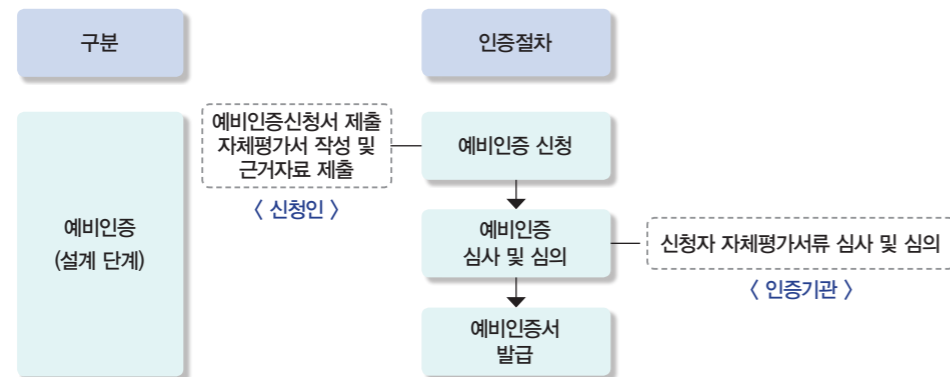 구분
인증절차
예비인증
(설계 단계)
예비인증신청서 제출
자체평가서 작성 및
근거자료 제출
〈 신청인 〉
예비인증 신청
예비인증
심사 및 심의
신청자 자체평가서류 심사 및 심의
〈 인증기관 〉
예비인증서
발급